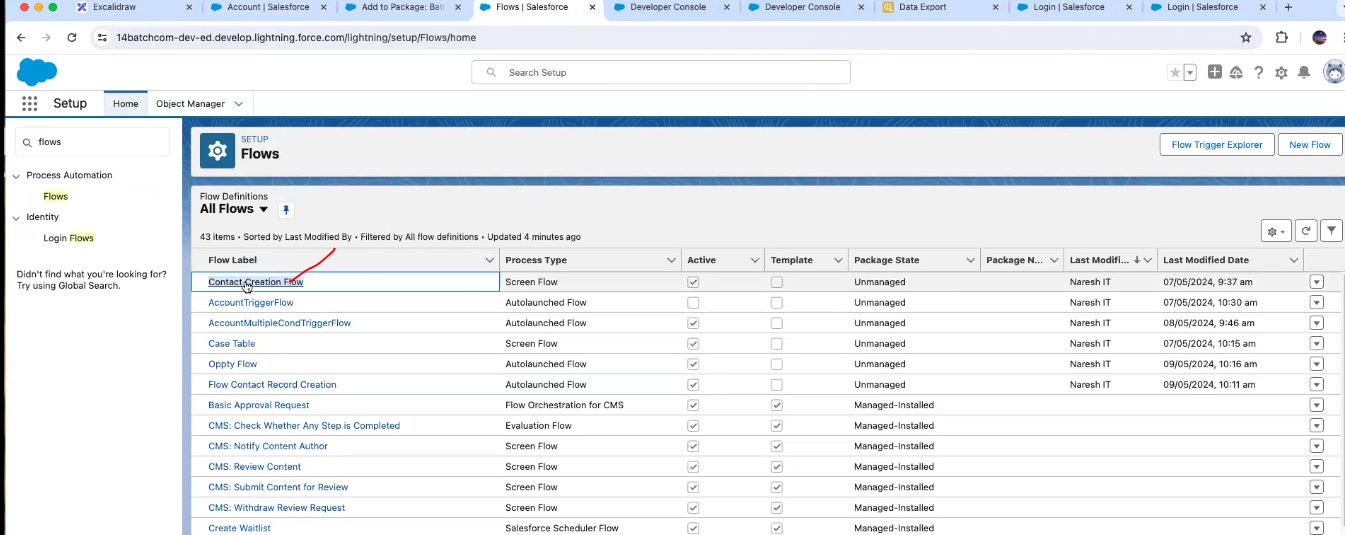 Excalidraw × Account | Salesforce × Add to Package: Batc × Flows | Salesforce × Developer Console × Developer Console × Data Export × Login | Salesforce × Login | Salesforce × +
14batchcom-dev-ed.develop.lightning.force.com/lightning/setup/Flows/home
Search Setup
Setup Home Object Manager
flows
Process Automation
Flows
Identity
Login Flows
Didn't find what you're looking for?
Try using Global Search.
SETUP
Flows
Flow Trigger Explorer New Flow
Flow Definitions
All Flows
43 items • Sorted by Last Modified By • Filtered by All flow definitions • Updated 4 minutes ago
Flow Label Process Type Active Template Package State Package N... Last Modifi... Last Modified Date
Contact Creation Flow Screen Flow Unmanaged Naresh IT 07/05/2024, 9:37 am
AccountTriggerFlow Autolaunched Flow Unmanaged Naresh IT 07/05/2024, 10:30 am
AccountMultipleCondTriggerFlow Autolaunched Flow Unmanaged Naresh IT 08/05/2024, 9:46 am
Case Table Screen Flow Unmanaged Naresh IT 07/05/2024, 10:15 am
Oppty Flow Autolaunched Flow Unmanaged Naresh IT 09/05/2024, 10:16 am
Flow Contact Record Creation Autolaunched Flow Unmanaged Naresh IT 09/05/2024, 10:11 am
Basic Approval Request Flow Orchestration for CMS Managed-Installed
CMS: Check Whether Any Step is Completed Evaluation Flow Managed-Installed
CMS: Notify Content Author Screen Flow Managed-Installed
CMS: Review Content Screen Flow Managed-Installed
CMS: Submit Content for Review Screen Flow Managed-Installed
CMS: Withdraw Review Request Screen Flow Managed-Installed
Create Waitlist Salesforce Scheduler Flow Managed-Installed